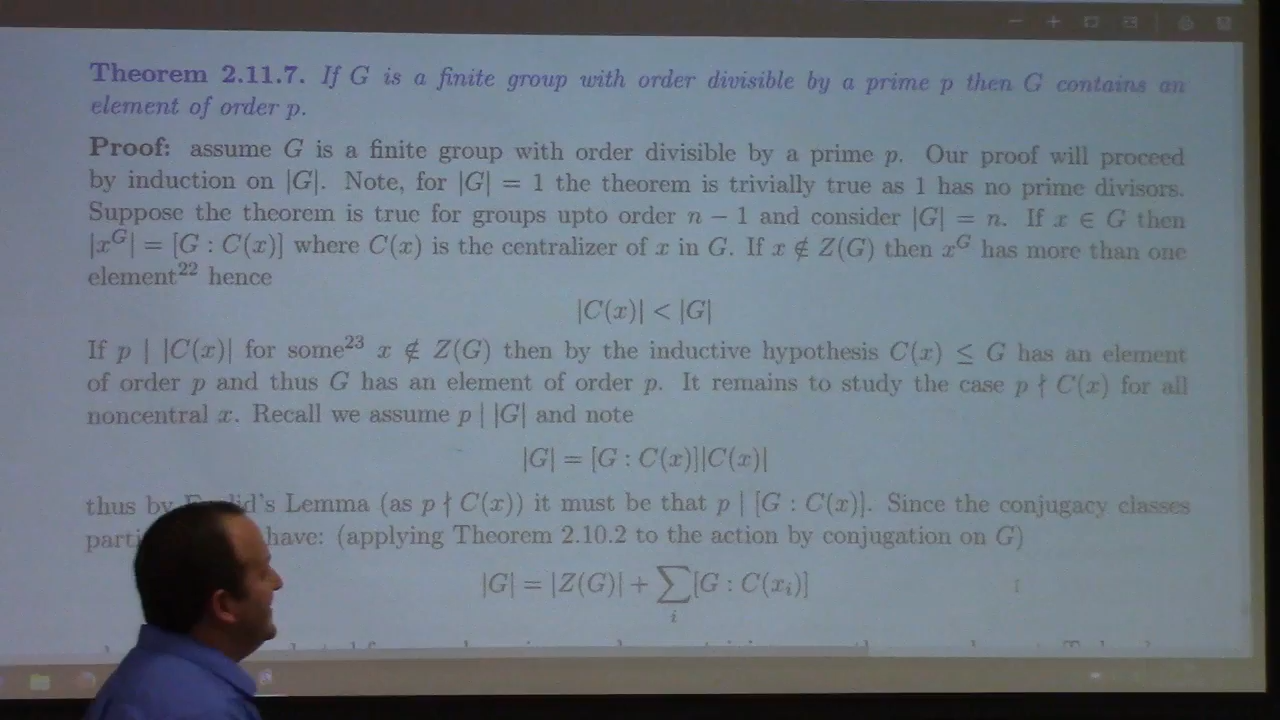 Theorem 2.11.7. If G is a finite group with order divisible by a prime p then G contains an
element of order p.
Proof: assume G is a finite group with order divisible by a prime p. Our proof will proceed
by induction on |G|. Note, for |G| = 1 the theorem is trivially true as 1 has no prime divisors.
Suppose the theorem is true for groups upto order n − 1 and consider |G| = n. If x ∈ G then
|x^G| = [G : C(x)] where C(x) is the centralizer of x in G. If x ∉ Z(G) then x^G has more than one
element²² hence
|C(x)| < |G|
If p | |C(x)| for some²³ x ∉ Z(G) then by the inductive hypothesis C(x) ≤ G has an element
of order p and thus G has an element of order p. It remains to study the case p ∤ C(x) for all
noncentral x. Recall we assume p | |G| and note
|G| = [G : C(x)]|C(x)|
thus by Lemma (as p ∤ C(x)) it must be that p | [G : C(x)]. Since the conjugacy classes
have: (applying Theorem 2.10.2 to the action by conjugation on G)
|G| = |Z(G)| + ∑[G : C(xᵢ)]
i